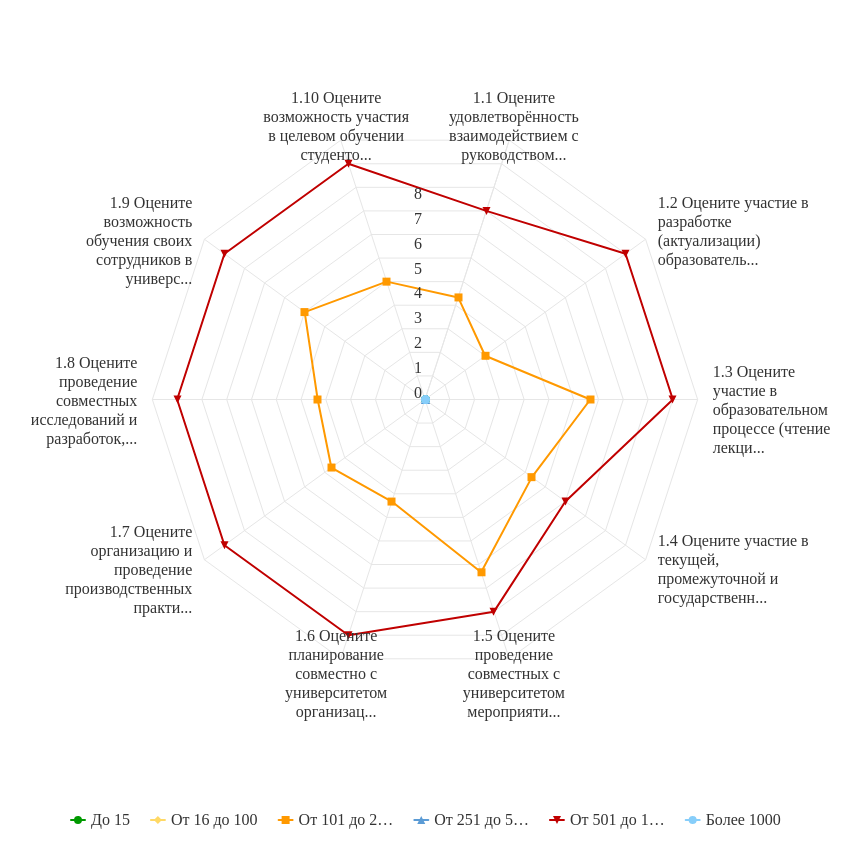 1.10 Оцените
возможность участия
в целевом обучении
студенто...
1.1 Оцените
удовлетворённость
взаимодействием с
руководством...
1.9 Оцените
возможность
обучения своих
сотрудников в
универс...
1.2 Оцените участие в
разработке
(актуализации)
образователь...
8
7
6
5
4
3
2
1
0
1.8 Оцените
проведение
совместных
исследований и
разработок,...
1.3 Оцените
участие в
образовательном
процессе (чтение
лекци...
1.7 Оцените
организацию и
проведение
производственных
практи...
1.4 Оцените участие в
текущей,
промежуточной и
государственн...
1.6 Оцените
планирование
совместно с
университетом
организац...
1.5 Оцените
проведение
совместных с
университетом
мероприяти...
До 15
От 16 до 100
От 101 до 2…
От 251 до 5…
От 501 до 1…
Более 1000